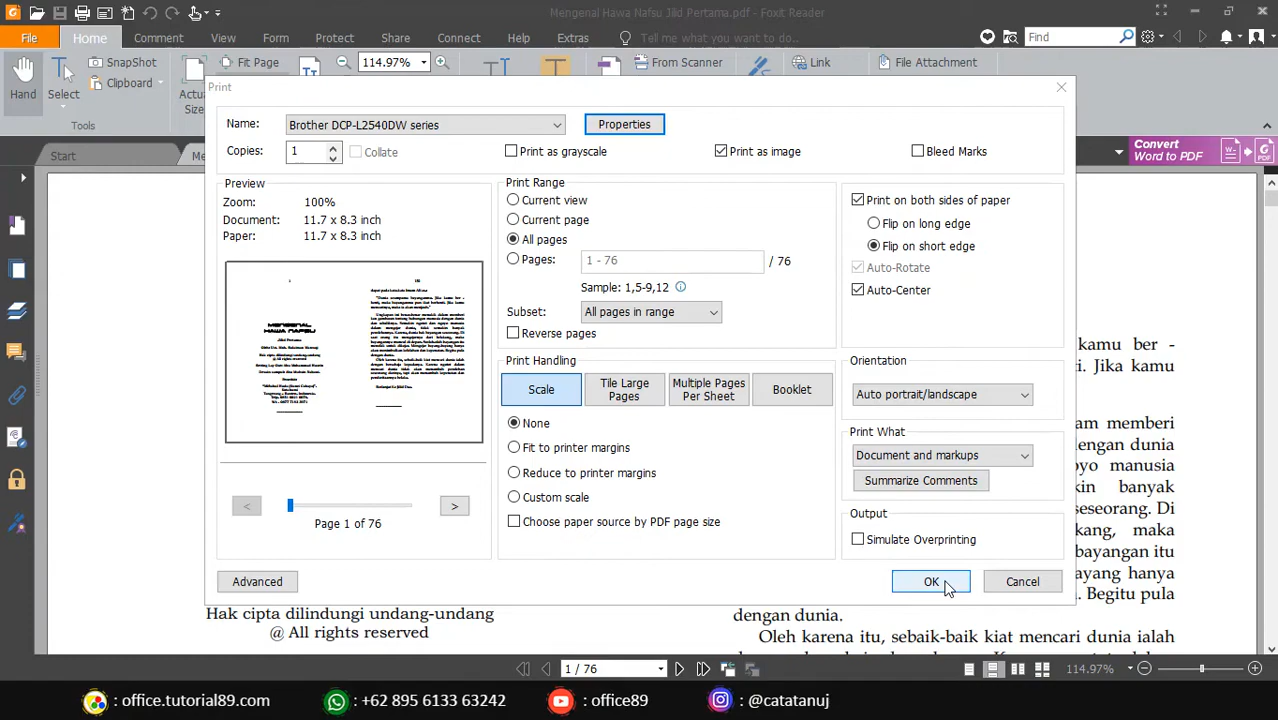 Mengenal Hawa Nafsu Jilid Pertama.pdf - Foxit Reader
File
Home
Comment
View
Form
Protect
Share
Connect
Help
Extras
Tell me what you want to do...
Find
Hand
Select
SnapShot
Clipboard
Actual
Size
Fit Page
114.97%
From Scanner
Link
File Attachment
Tools
Start
Convert
Word to PDF
Print
Name:
Brother DCP-L2540DW series
Properties
Copies:
1
Collate
Print as grayscale
Print as image
Bleed Marks
Preview
Zoom: 100%
Document: 11.7 x 8.3 inch
Paper: 11.7 x 8.3 inch
MENGENAL
HAWA NAFSU
Jilid Pertama
<
>
Page 1 of 76
Print Range
Current view
Current page
All pages
Pages:
1 - 76
/ 76
Sample: 1,5-9,12
Subset:
All pages in range
Reverse pages
Print Handling
Scale
Tile Large
Pages
Multiple Pages
Per Sheet
Booklet
None
Fit to printer margins
Reduce to printer margins
Custom scale
Choose paper source by PDF page size
Print on both sides of paper
Flip on long edge
Flip on short edge
Auto-Rotate
Auto-Center
Orientation
Auto portrait/landscape
Print What
Document and markups
Summarize Comments
Output
Simulate Overprinting
Advanced
OK
Cancel
kamu ber -
ti. Jika kamu
am memberi
dengan dunia
oyo manusia
kin banyak
seseorang. Di
kang, maka
bayangan itu
ayang hanya
. Begitu pula
dengan dunia.
Oleh karena itu, sebaik-baik kiat mencari dunia ialah
Hak cipta dilindungi undang-undang
@ All rights reserved
1 / 76
114.97%
: office.tutorial89.com
: +62 895 6133 63242
: office89
: @catatanuj